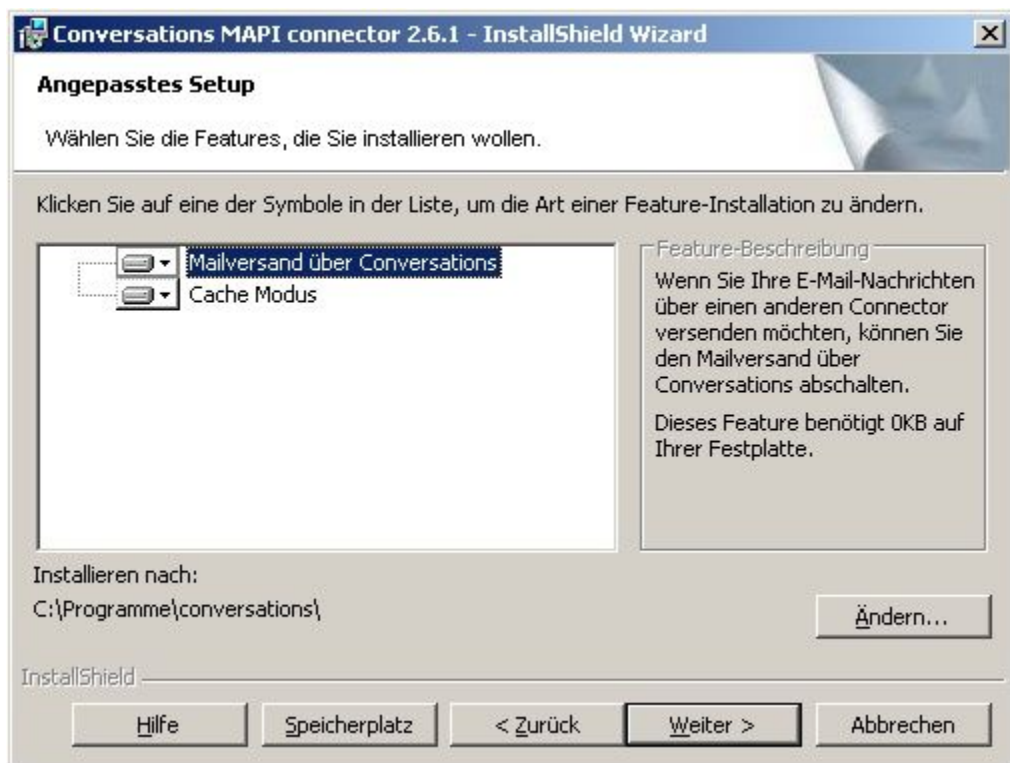 Conversations MAPI connector 2.6.1 - InstallShield Wizard
Angepasstes Setup
Wählen Sie die Features, die Sie installieren wollen.
Klicken Sie auf eine der Symbole in der Liste, um die Art einer Feature-Installation zu ändern.
Mailversand über Conversations
Cache Modus
Feature-Beschreibung
Wenn Sie Ihre E-Mail-Nachrichten
über einen anderen Connector
versenden möchten, können Sie
den Mailversand über
Conversations abschalten.
Dieses Feature benötigt 0KB auf
Ihrer Festplatte.
Installieren nach:
C:\Programme\conversations\
Ändern...
InstallShield
Hilfe
Speicherplatz
< Zurück
Weiter >
Abbrechen